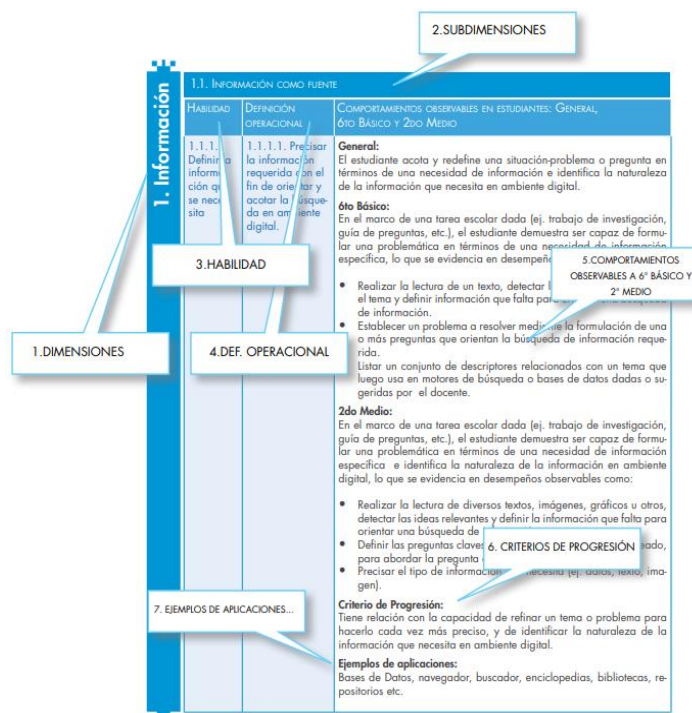 2.SUBDIMENSIONES
1. Información
1.1. INFORMACIÓN COMO FUENTE
HABILIDAD
DEFINICIÓN
OPERACIONAL
COMPORTAMIENTOS OBSERVABLES EN ESTUDIANTES: GENERAL,
6TO BÁSICO Y 2DO MEDIO
1.1.1.
Definir la
informa-
ción que
se nece-
sita
1.1.1.1. Precisar
la información
requerida con el
fin de orientar y
acotar la búsque-
da en ambiente
digital.
General:
El estudiante acota y redefine una situación-problema o pregunta en
términos de una necesidad de información e identifica la naturaleza
de la información que necesita en ambiente digital.
6to Básico:
En el marco de una tarea escolar dada (ej. trabajo de investigación,
guía de preguntas, etc.), el estudiante demuestra ser capaz de formu-
lar una problemática en términos de una necesidad de información
específica, lo que se evidencia en desempeño
• Realizar la lectura de un texto, detectar
el tema y definir información que falta para
de información.
• Establecer un problema a resolver mediante la formulación de una
o más preguntas que orientan la búsqueda de información reque-
rida.
Listar un conjunto de descriptores relacionados con un tema que
luego usa en motores de búsqueda o bases de datos dadas o su-
geridas por el docente.
2do Medio:
En el marco de una tarea escolar dada (ej. trabajo de investigación,
guía de preguntas, etc.), el estudiante demuestra ser capaz de formu-
lar una problemática en términos de una necesidad de información
específica e identifica la naturaleza de la información en ambiente
digital, lo que se evidencia en desempeños observables como:
• Realizar la lectura de diversos textos, imágenes, gráficos u otros,
detectar las ideas relevantes y definir la información que falta para
orientar una búsqueda de
• Definir las preguntas claves
para abordar la pregunta
• Precisar el tipo de información necesita (ej. datos, texto, ima-
gen).
Criterio de Progresión:
Tiene relación con la capacidad de refinar un tema o problema para
hacerlo cada vez más preciso, y de identificar la naturaleza de la
información que necesita en ambiente digital.
Ejemplos de aplicaciones:
Bases de Datos, navegador, buscador, enciclopedias, bibliotecas, re-
positorios etc.
3.HABILIDAD
5.COMPORTAMIENTOS
OBSERVABLES A 6° BÁSICO Y
2° MEDIO
1.DIMENSIONES
4.DEF. OPERACIONAL
6. CRITERIOS DE PROGRESIÓN
7. EJEMPLOS DE APLICACIONES...